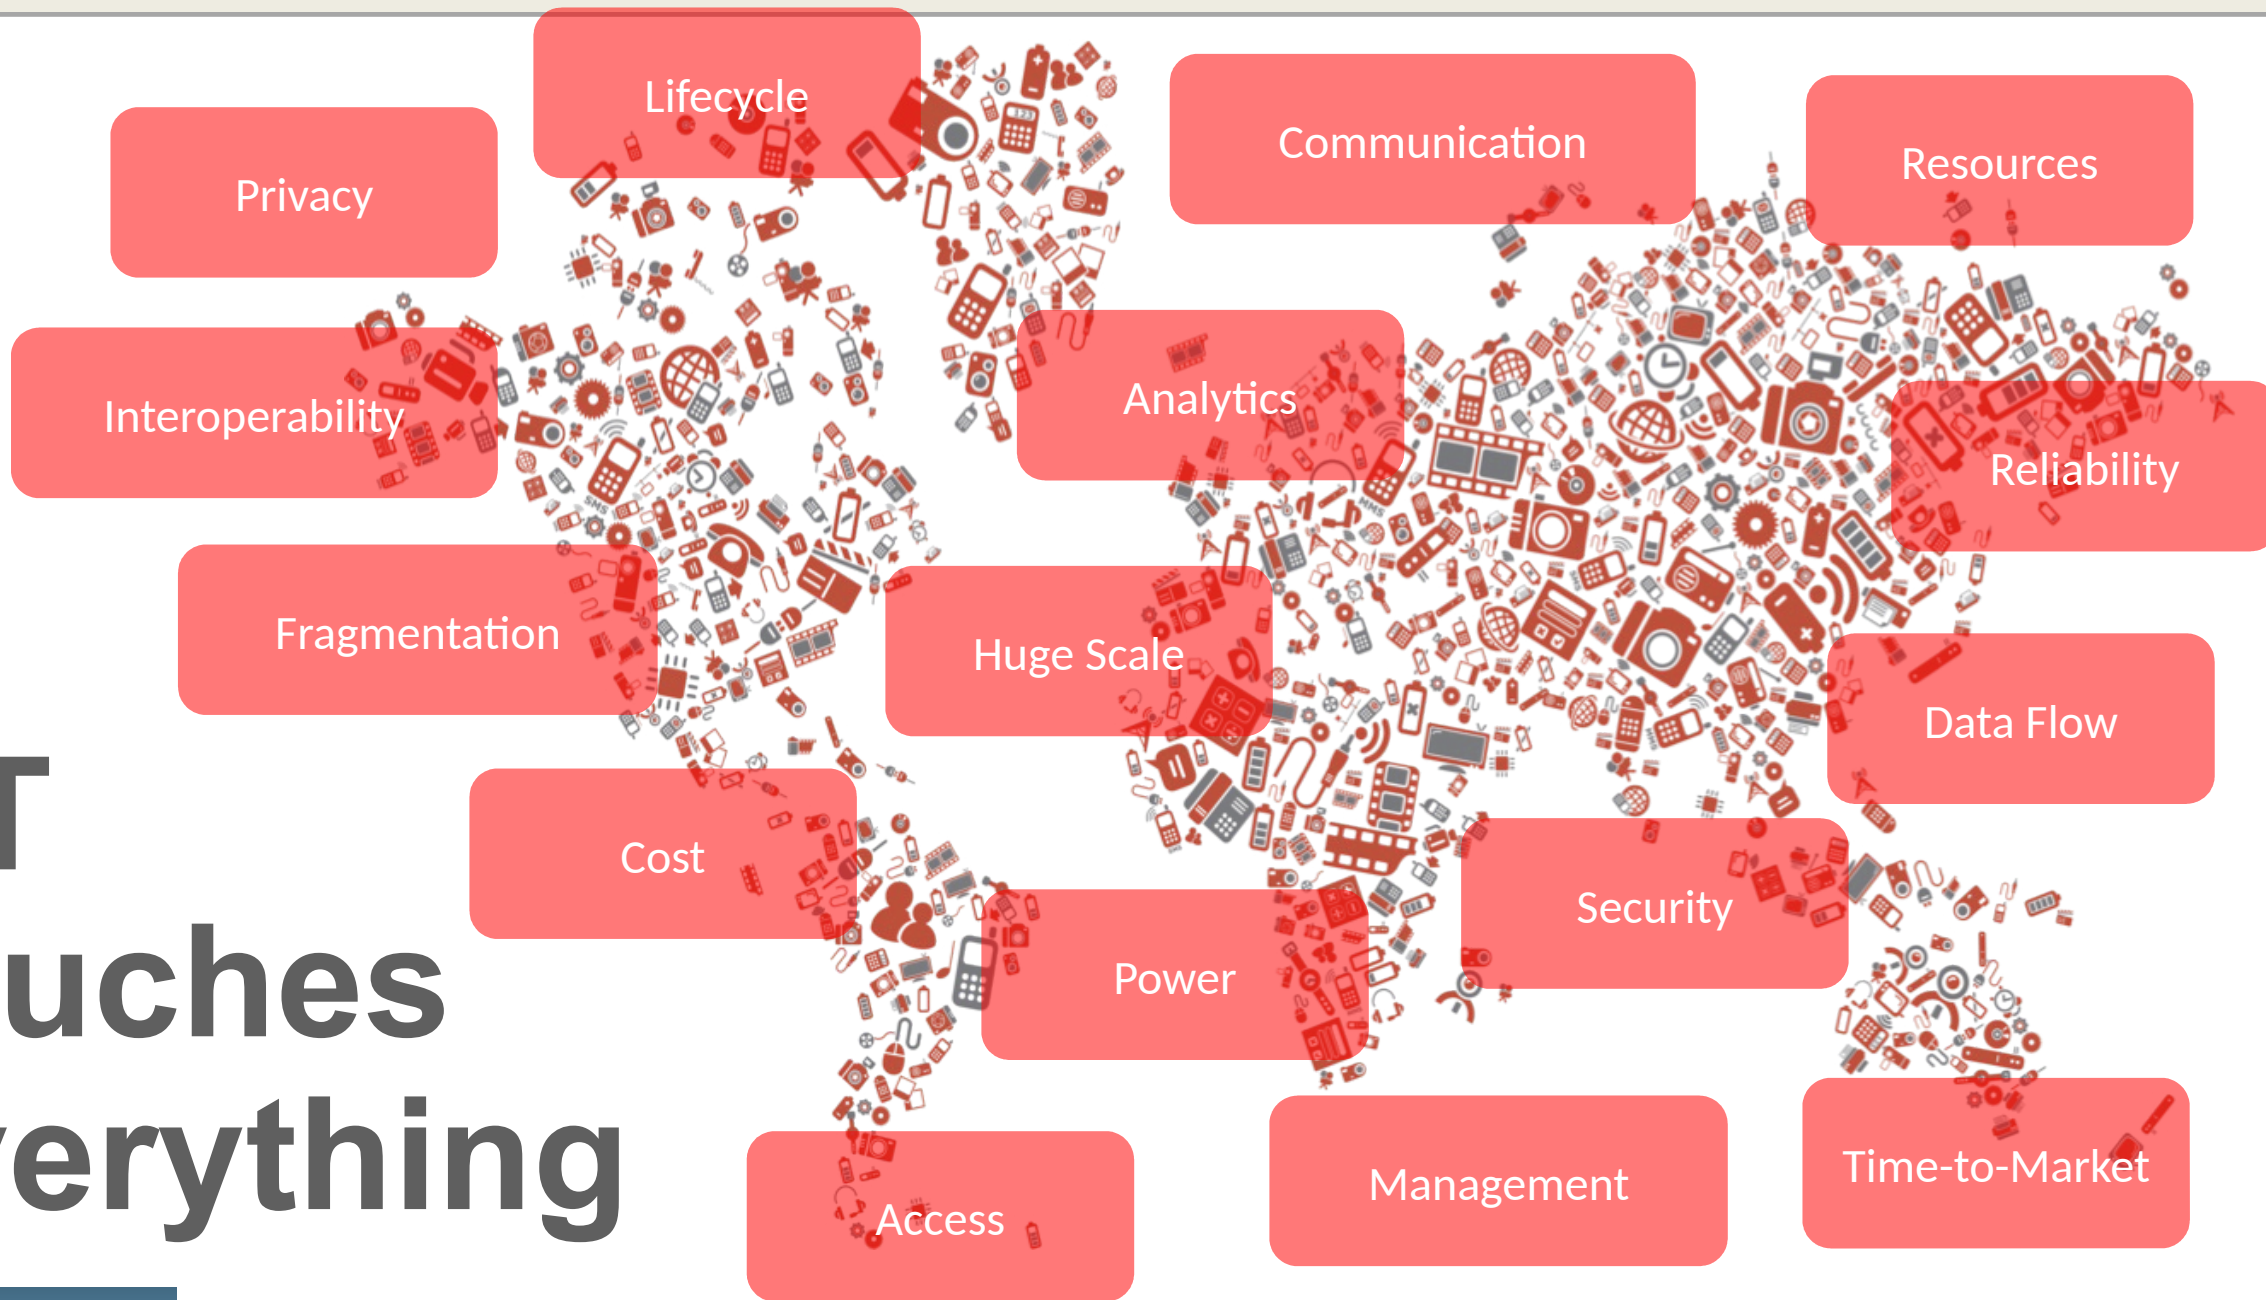 Lifecycle
Communication
Resources
Privacy
Analytics
Interoperability
Reliability
Fragmentation
Huge Scale
Data Flow
T
Cost
Security
uches
Power
verything
Management
Time-to-Market
Access